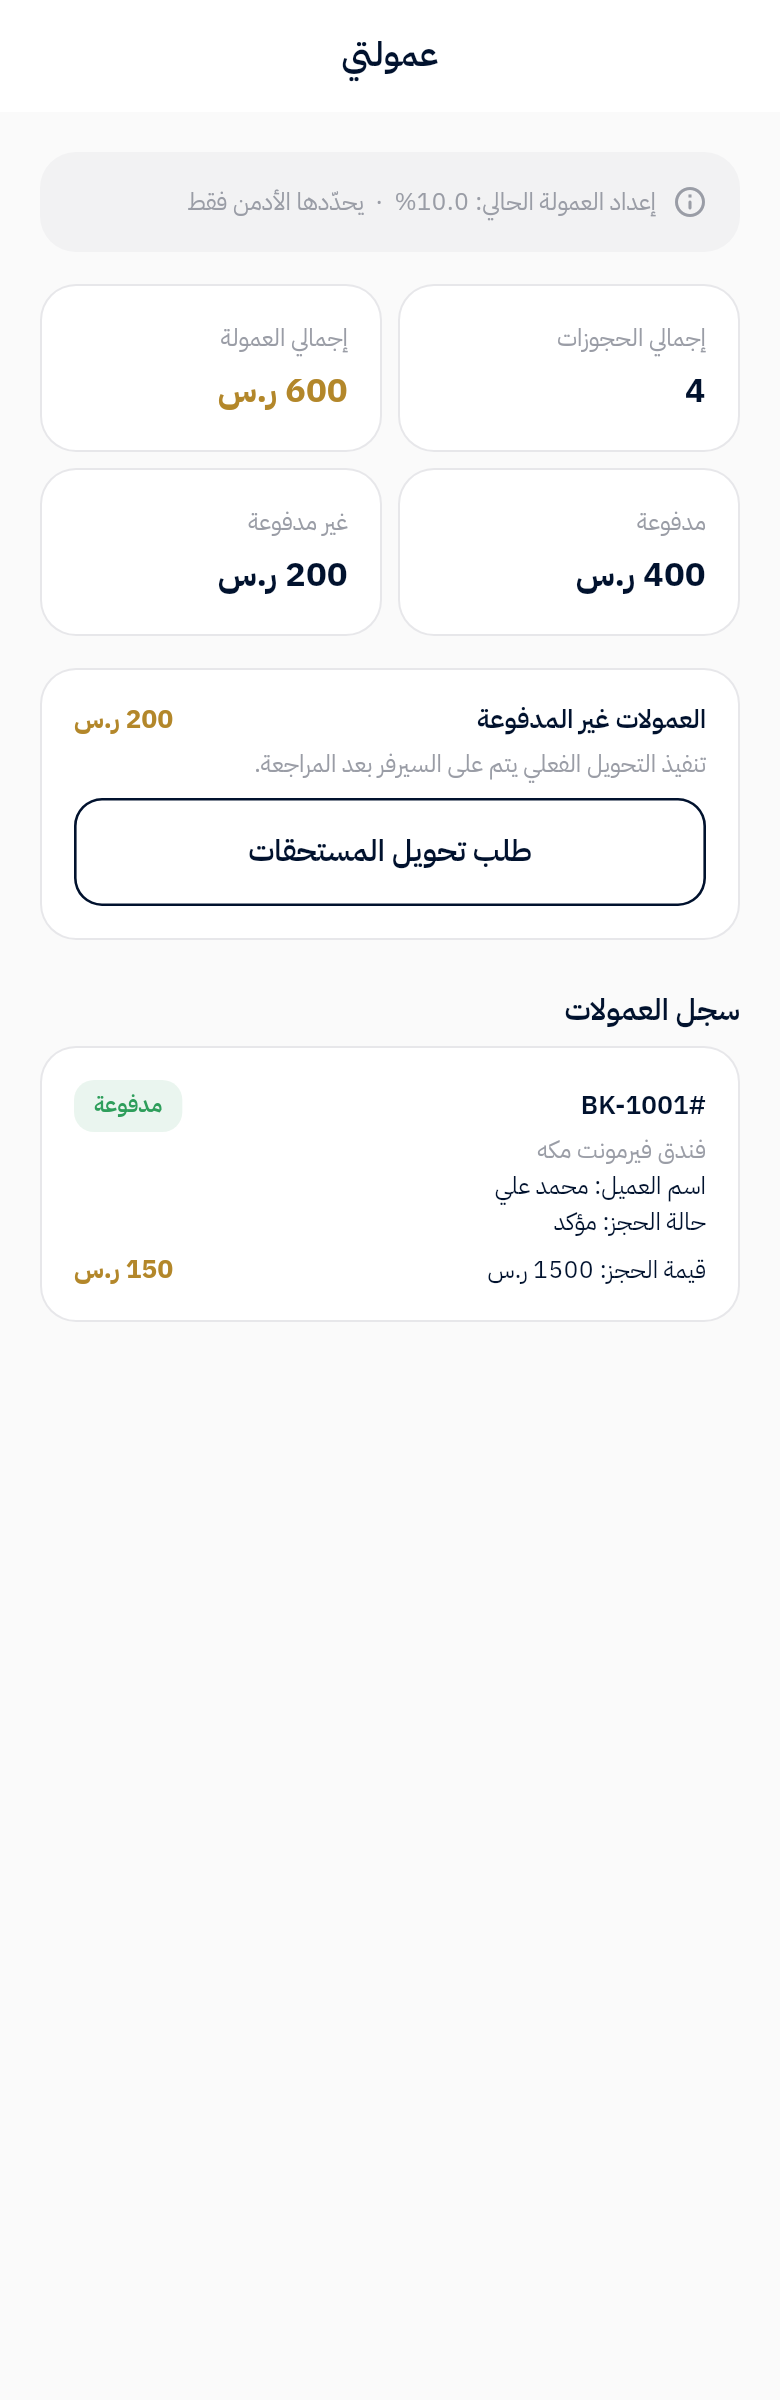 عمولتي
إعداد العمولة الحالي: 10.0% · يحدّدها الأدمن فقط
إجمالي الحجوزات
4
إجمالي العمولة
600 ر.س
مدفوعة
400 ر.س
غير مدفوعة
200 ر.س
العمولات غير المدفوعة
200 ر.س
تنفيذ التحويل الفعلي يتم على السيرفر بعد المراجعة.
طلب تحويل المستحقات
سجل العمولات
#BK-1001
مدفوعة
فندق فيرمونت مكه
اسم العميل: محمد علي
حالة الحجز: مؤكد
قيمة الحجز: 1500 ر.س
150 ر.س